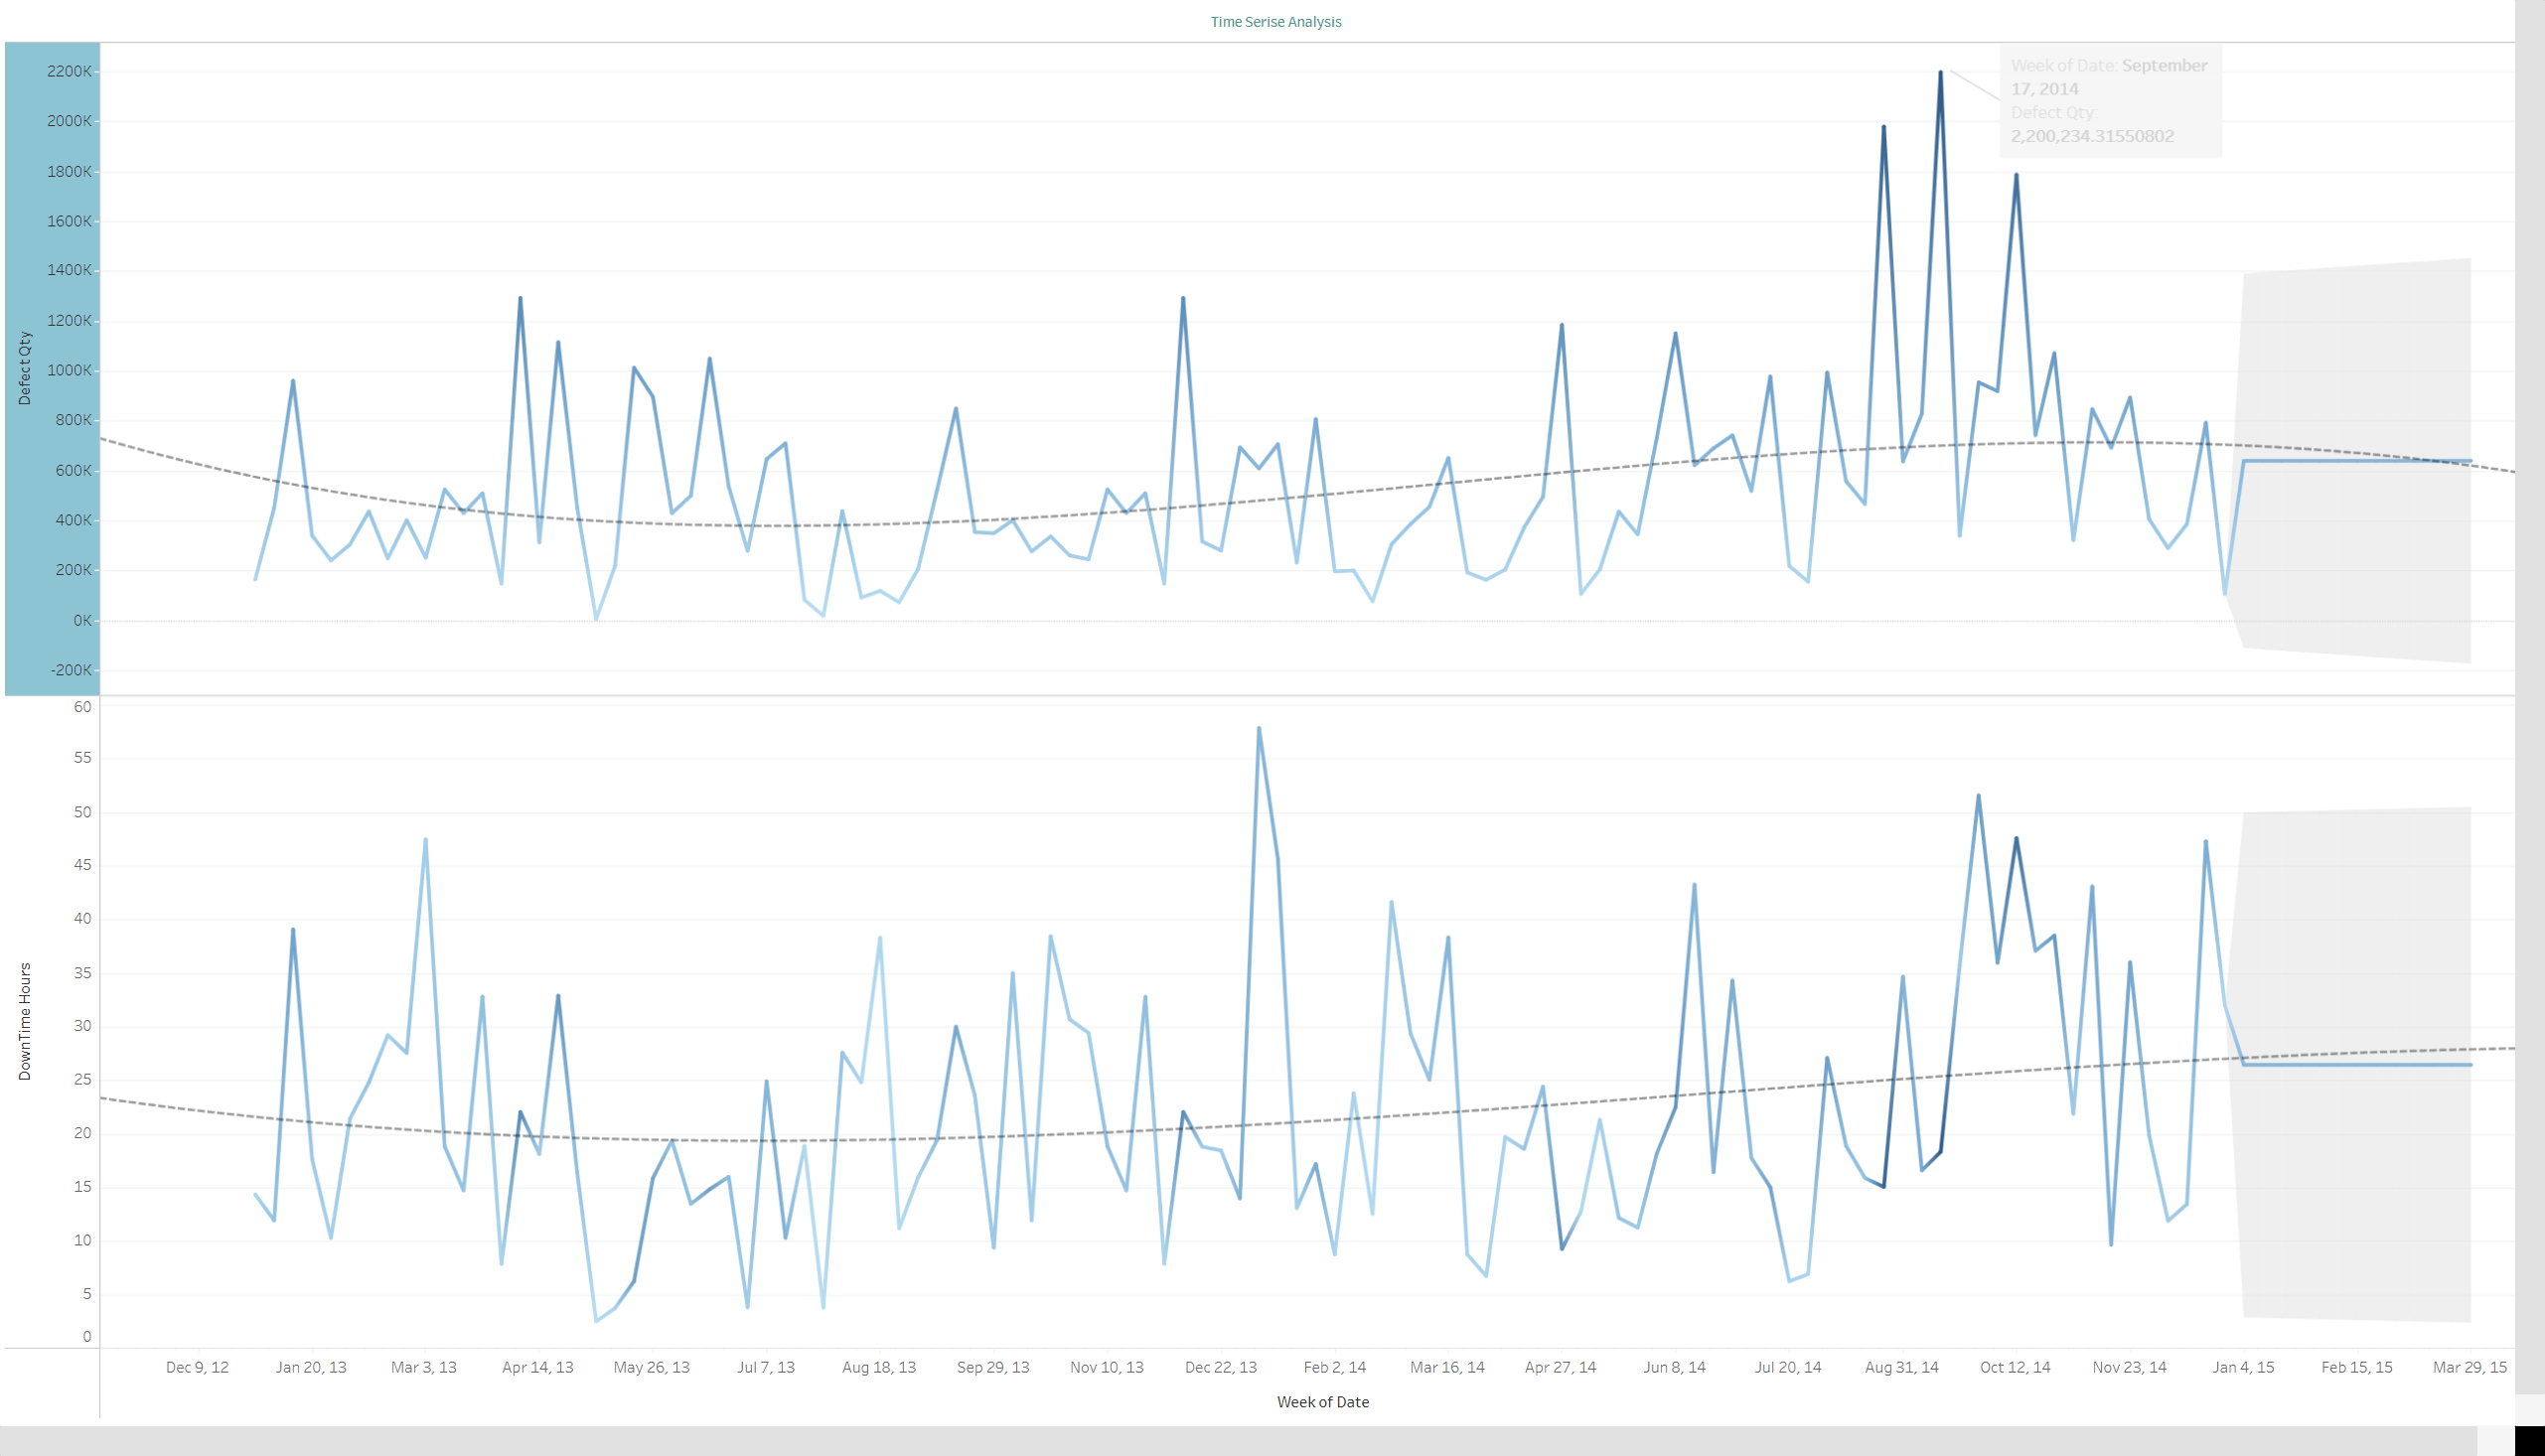 Time Serise Analysis
2200K
2000K
1800K
1600K
1400K
1200K
1000K
800K
600K
400K
200K
0K
-200K
Defect Qty
Week of Date: September
17, 2014
Defect Qty:
2,200,234.31550802
60
55
50
45
40
35
30
25
20
15
10
5
0
DownTime Hours
Dec 9, 12 Jan 20, 13 Mar 3, 13 Apr 14, 13 May 26, 13 Jul 7, 13 Aug 18, 13 Sep 29, 13 Nov 10, 13 Dec 22, 13 Feb 2, 14 Mar 16, 14 Apr 27, 14 Jun 8, 14 Jul 20, 14 Aug 31, 14 Oct 12, 14 Nov 23, 14 Jan 4, 15 Feb 15, 15 Mar 29, 15
Week of Date